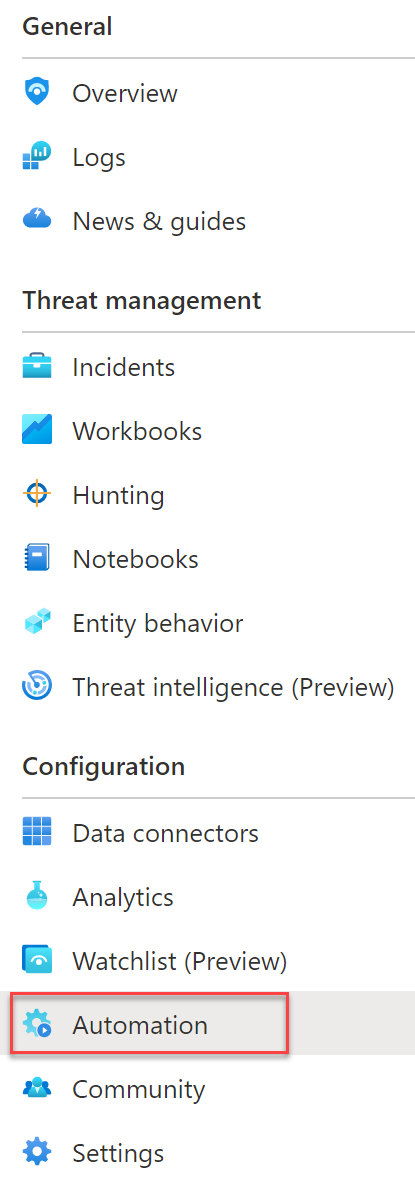 General
Overview
Logs
News & guides
Threat management
Incidents
Workbooks
Hunting
Notebooks
Entity behavior
Threat intelligence (Preview)
Configuration
Data connectors
Analytics
Watchlist (Preview)
Automation
Community
Settings